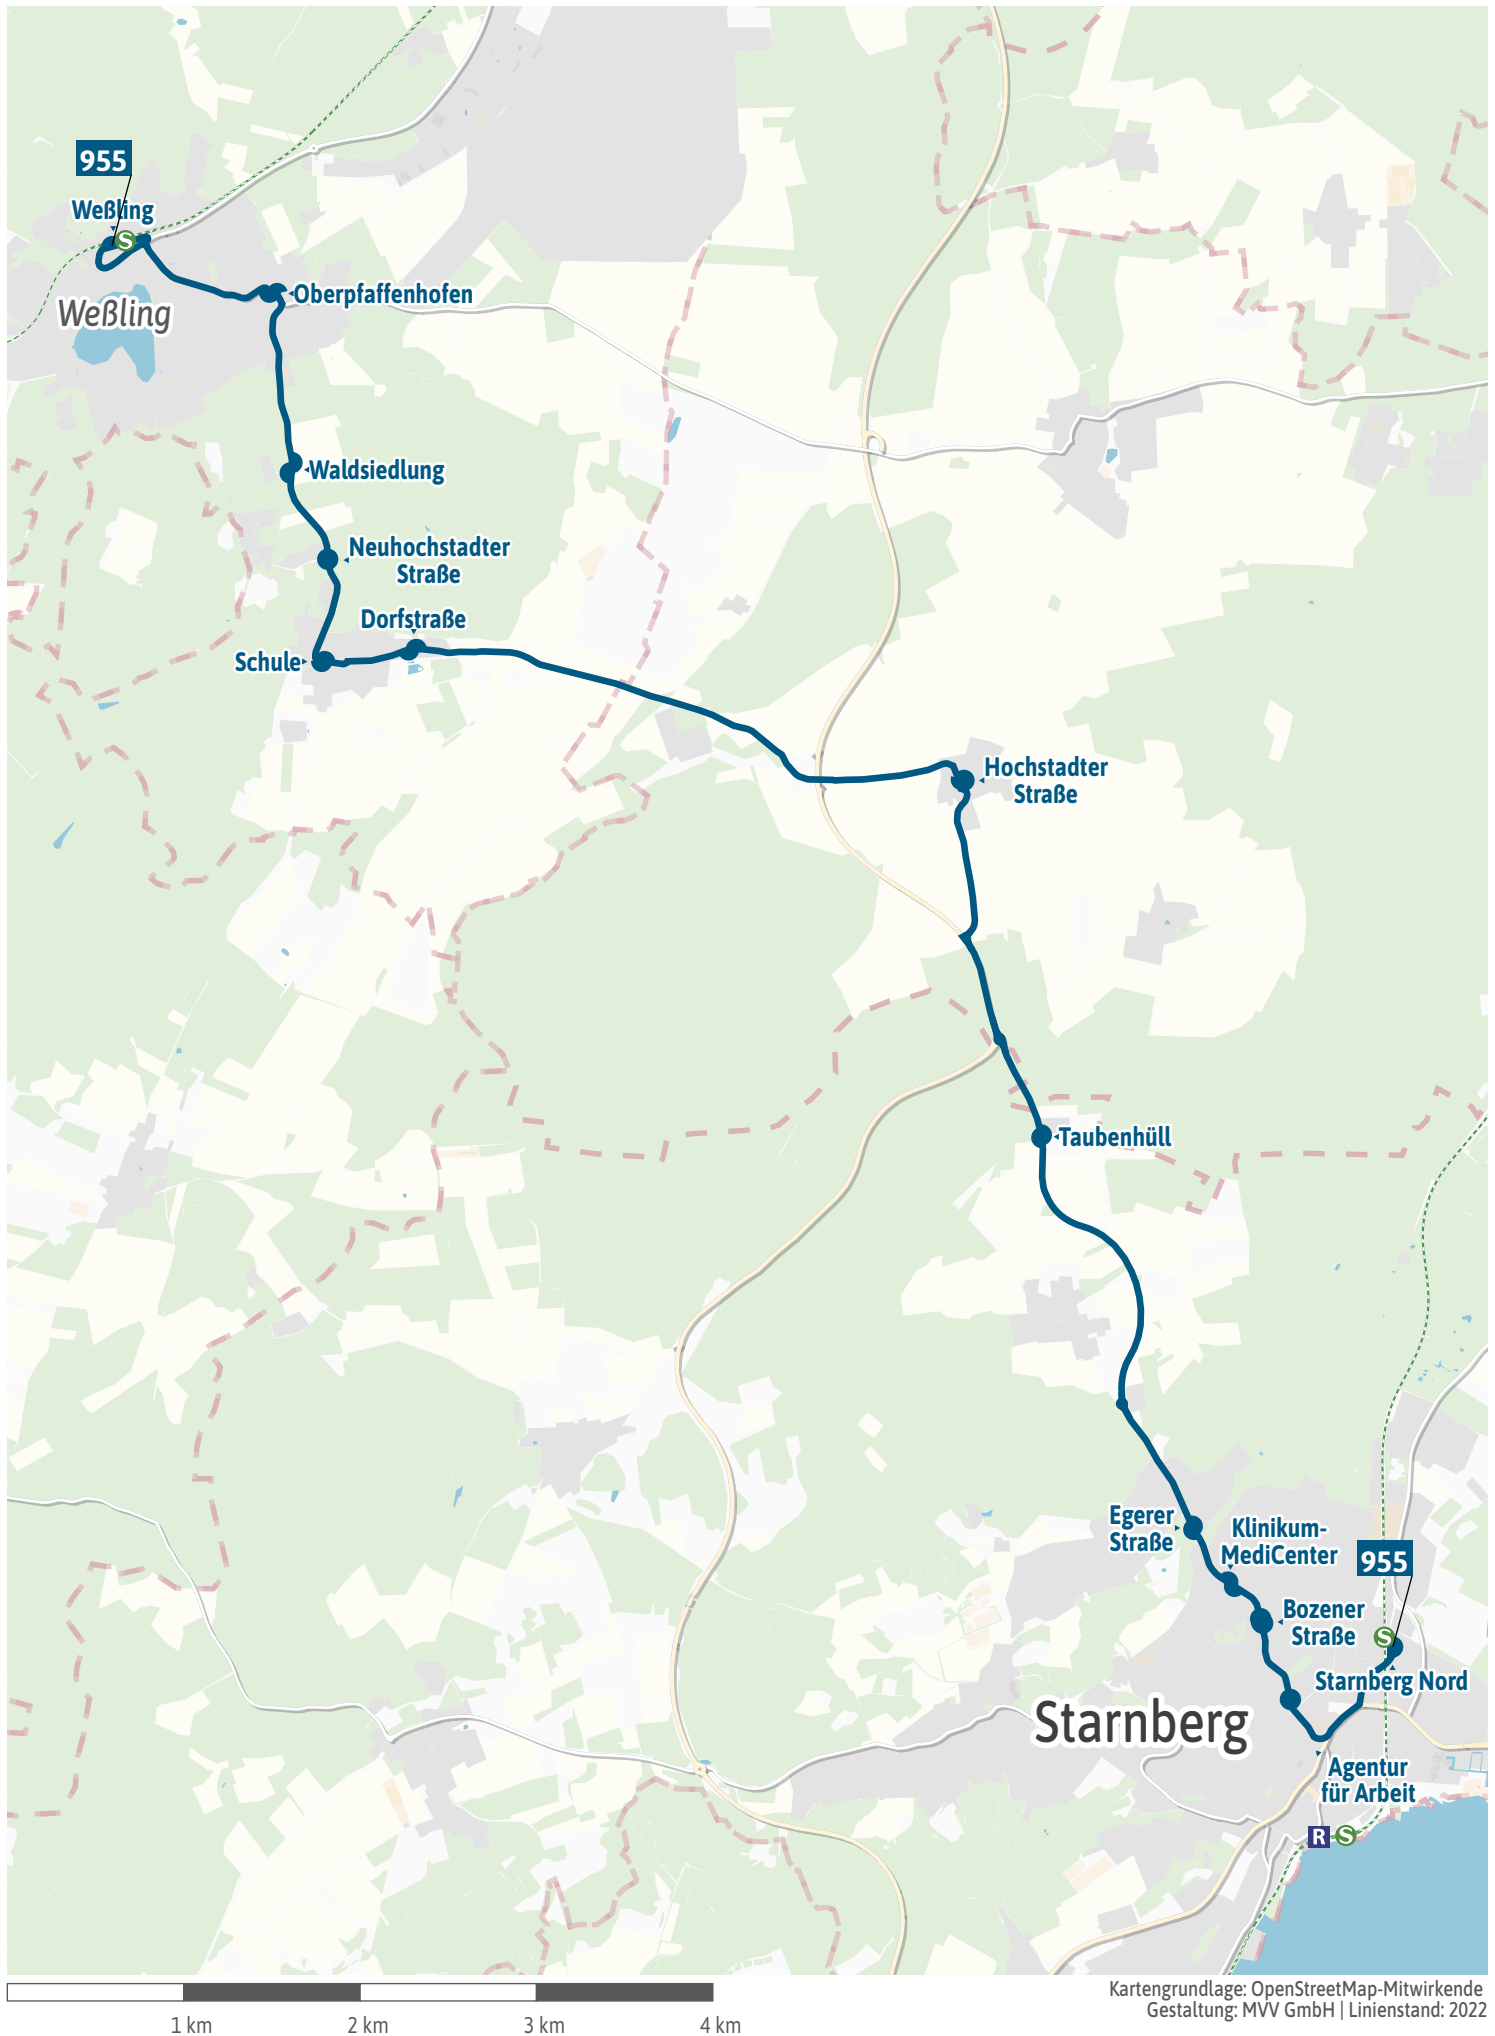 955
Weßling
S
Weßling
Oberpfaffenhofen
Waldsiedlung
Neuhochstadter
Straße
Dorfstraße
Schule
Hochstadter
Straße
Taubenhüll
Egerer
Straße
Klinikum-
MediCenter
955
Bozener
Straße
S
Starnberg Nord
Starnberg
Agentur
für Arbeit
R S
1 km 2 km 3 km 4 km
Kartengrundlage: OpenStreetMap-Mitwirkende
Gestaltung: MVV GmbH | Linienstand: 2022